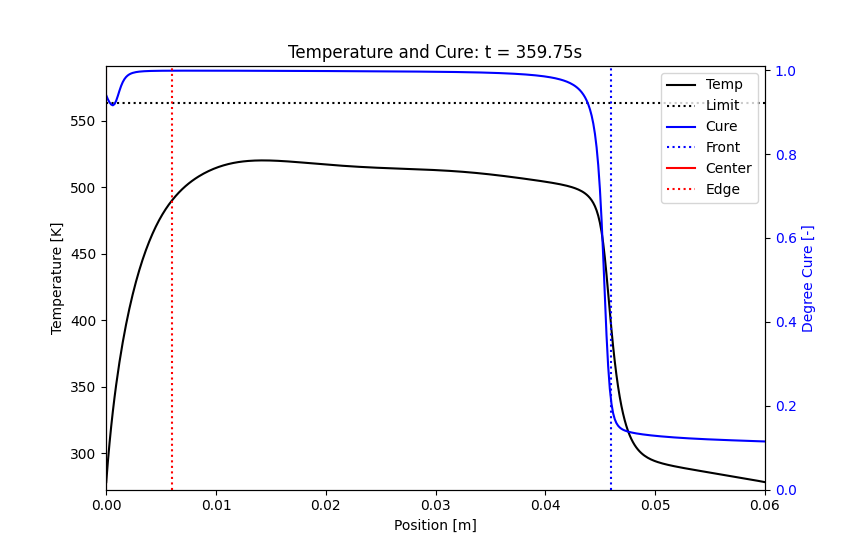 Temperature and Cure: t = 359.75s
Temperature [K]
550
500
450
400
350
300
Temp
Limit
Cure
Front
Center
Edge
1.0
0.8
0.6
0.4
0.2
0.0
Degree Cure [-]
0.00 0.01 0.02 0.03 0.04 0.05 0.06
Position [m]